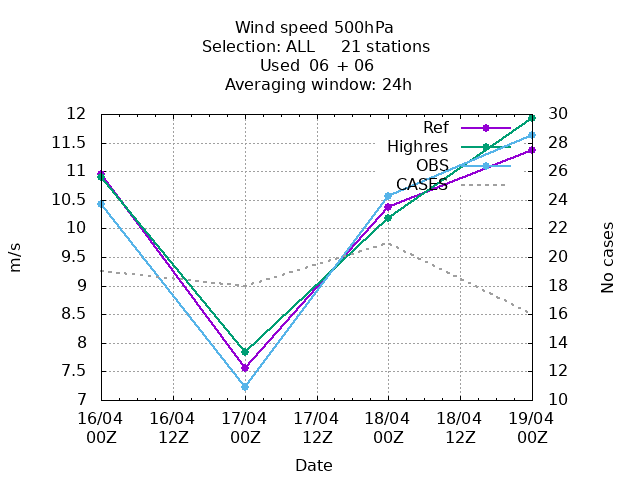 Wind speed 500hPa
Selection: ALL     21 stations
Used  06 + 06
Averaging window: 24h
12 30
Ref
11.5 28
Highres
11 26
OBS
CASES
10.5 24
10 22
9.5 20
9 18
8.5 16
8 14
7.5 12
7 10
m/s
No cases
16/04 16/04 17/04 17/04 18/04 18/04 19/04
00Z 12Z 00Z 12Z 00Z 12Z 00Z
Date